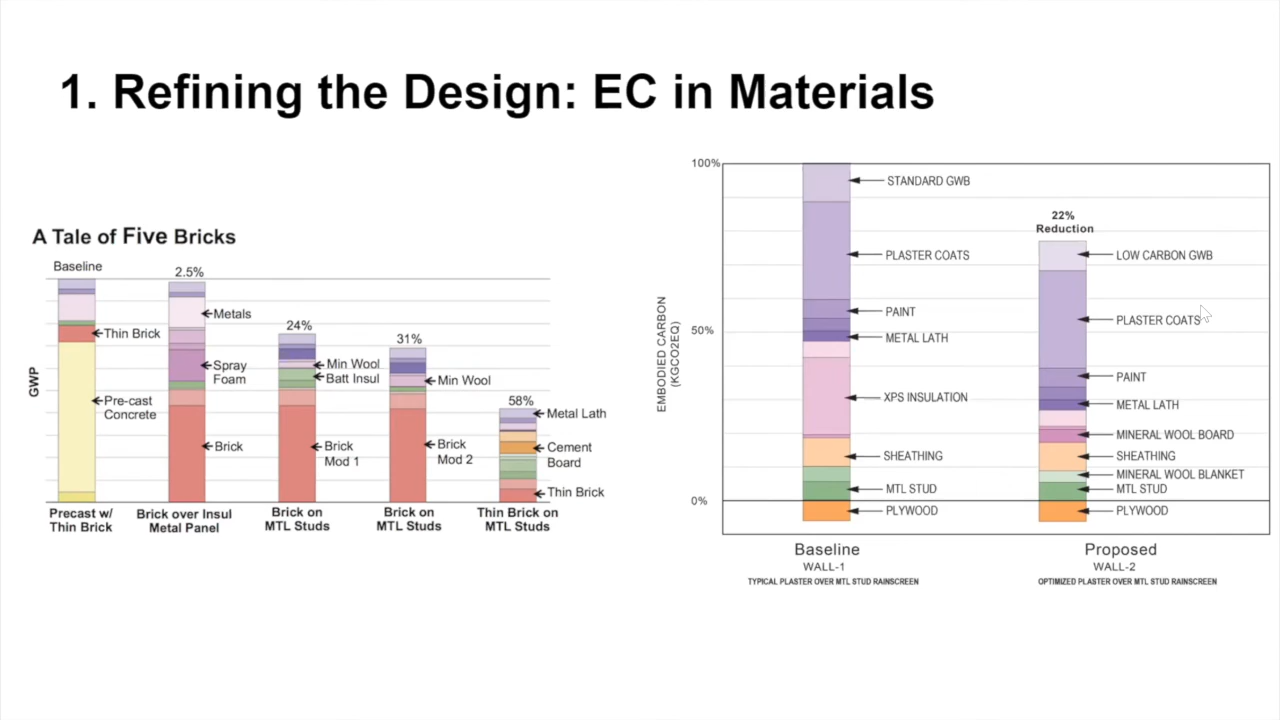 1. Refining the Design: EC in Materials
A Tale of Five Bricks
Baseline
2.5%
24%
31%
58%
GWP
Thin Brick
Pre-cast
Concrete
Metals
Spray
Foam
Brick
Min Wool
Batt Insul
Brick
Mod 1
Min Wool
Brick
Mod 2
Metal Lath
Cement
Board
Thin Brick
Precast w/
Thin Brick
Brick over Insul
Metal Panel
Brick on
MTL Studs
Brick on
MTL Studs
Thin Brick on
MTL Studs
EMBODIED CARBON
(KGCO2EQ)
100%
50%
0%
STANDARD GWB
PLASTER COATS
PAINT
METAL LATH
XPS INSULATION
SHEATHING
MTL STUD
PLYWOOD
22%
Reduction
LOW CARBON GWB
PLASTER COATS
PAINT
METAL LATH
MINERAL WOOL BOARD
SHEATHING
MINERAL WOOL BLANKET
MTL STUD
PLYWOOD
Baseline
WALL-1
TYPICAL PLASTER OVER MTL STUD RAINSCREEN
Proposed
WALL-2
OPTIMIZED PLASTER OVER MTL STUD RAINSCREEN